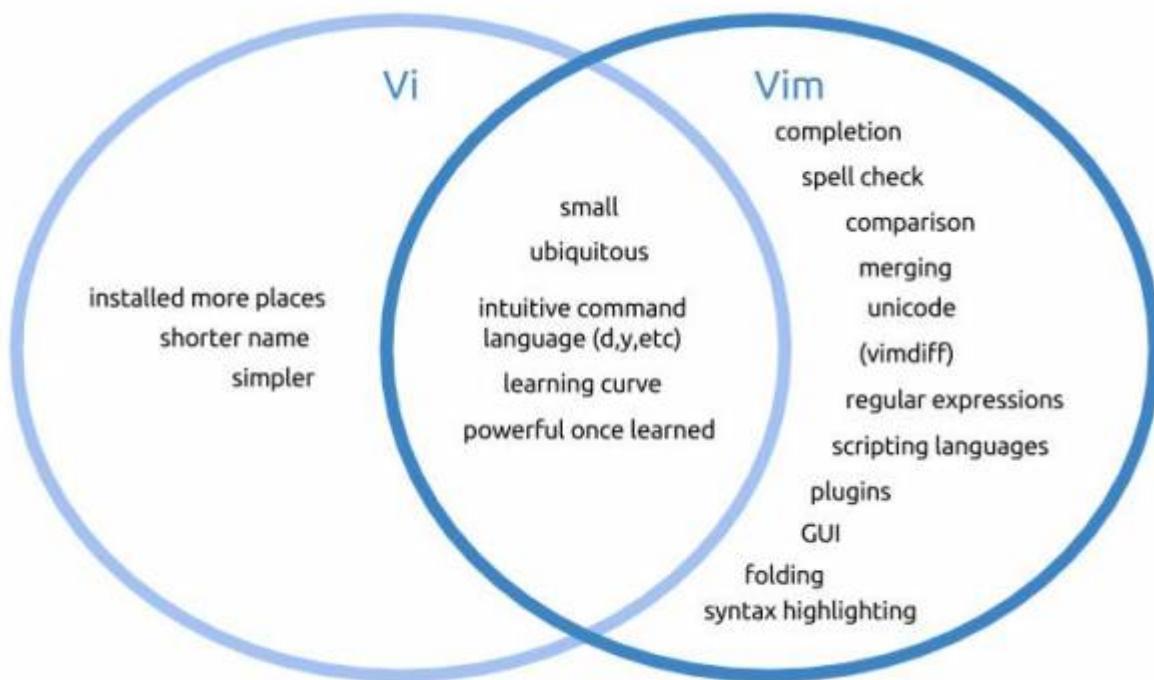 Vi
Vim
installed more places
shorter name
simpler
small
ubiquitous
intuitive command
language (d,y,etc)
learning curve
powerful once learned
completion
spell check
comparison
merging
unicode
(vimdiff)
regular expressions
scripting languages
plugins
GUI
folding
syntax highlighting